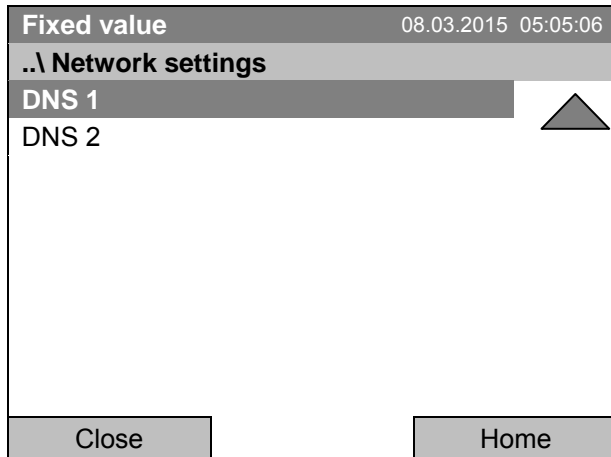 Fixed value 08.03.2015 05:05:06
..\ Network settings
DNS 1
DNS 2
Close Home